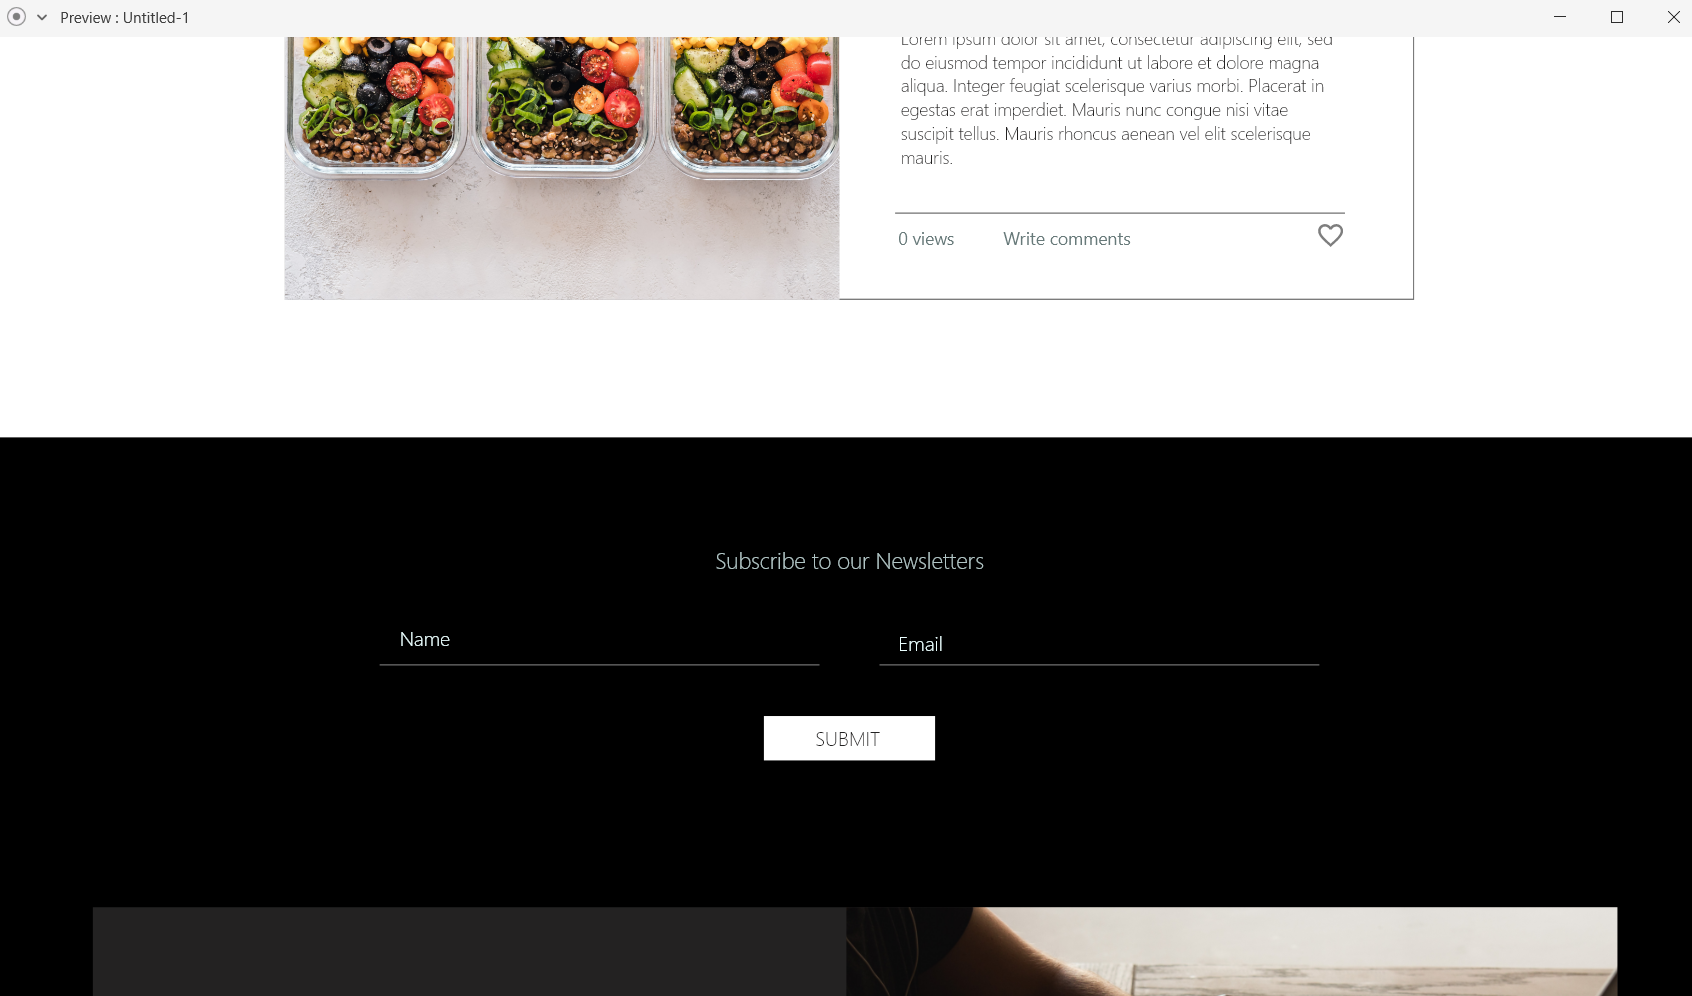 Preview : Untitled-1
Lorem ipsum dolor sit amet, consectetur adipiscing elit, sed
do eiusmod tempor incididunt ut labore et dolore magna
aliqua. Integer feugiat scelerisque varius morbi. Placerat in
egestas erat imperdiet. Mauris nunc congue nisi vitae
suscipit tellus. Mauris rhoncus aenean vel elit scelerisque
mauris.
0 views Write comments
Subscribe to our Newsletters
Name Email
SUBMIT